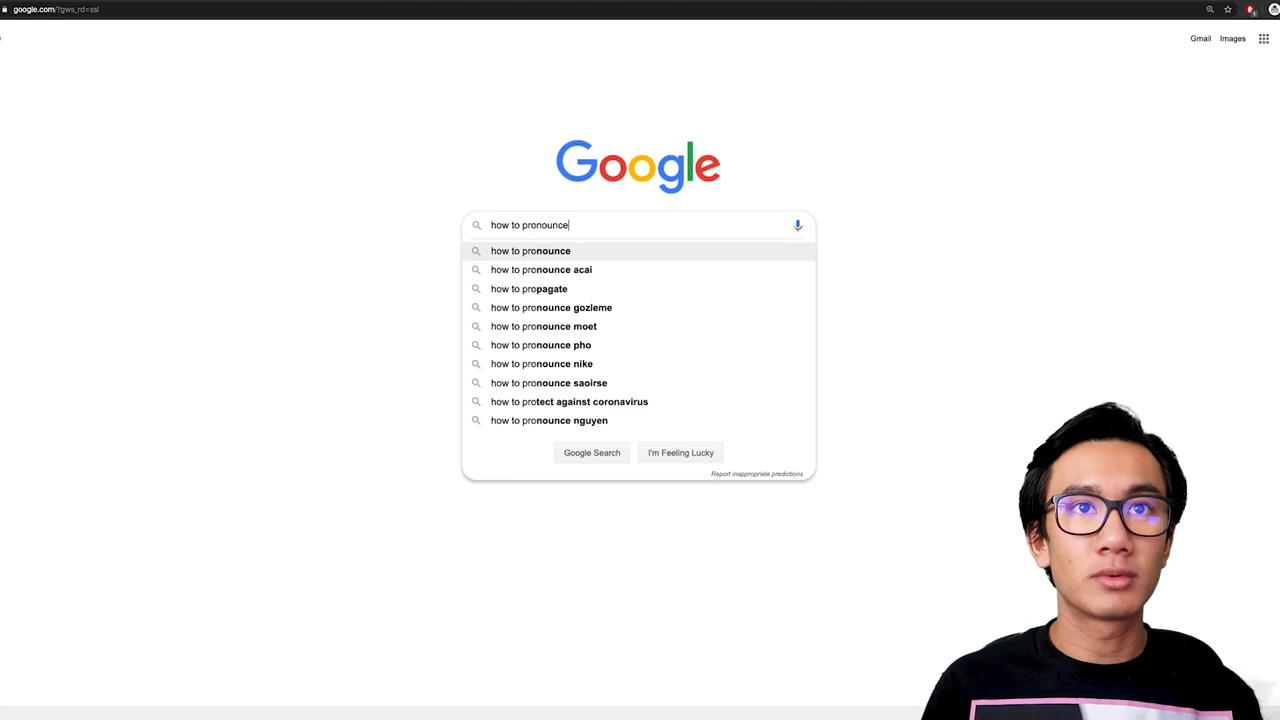 google.com/?gws_rd=ssl
Gmail Images
Google
how to pronounce
how to pronounce
how to pronounce acai
how to propagate
how to pronounce gozleme
how to pronounce moet
how to pronounce pho
how to pronounce nike
how to pronounce saoirse
how to protect against coronavirus
how to pronounce nguyen
Google Search I'm Feeling Lucky
Report inappropriate predictions